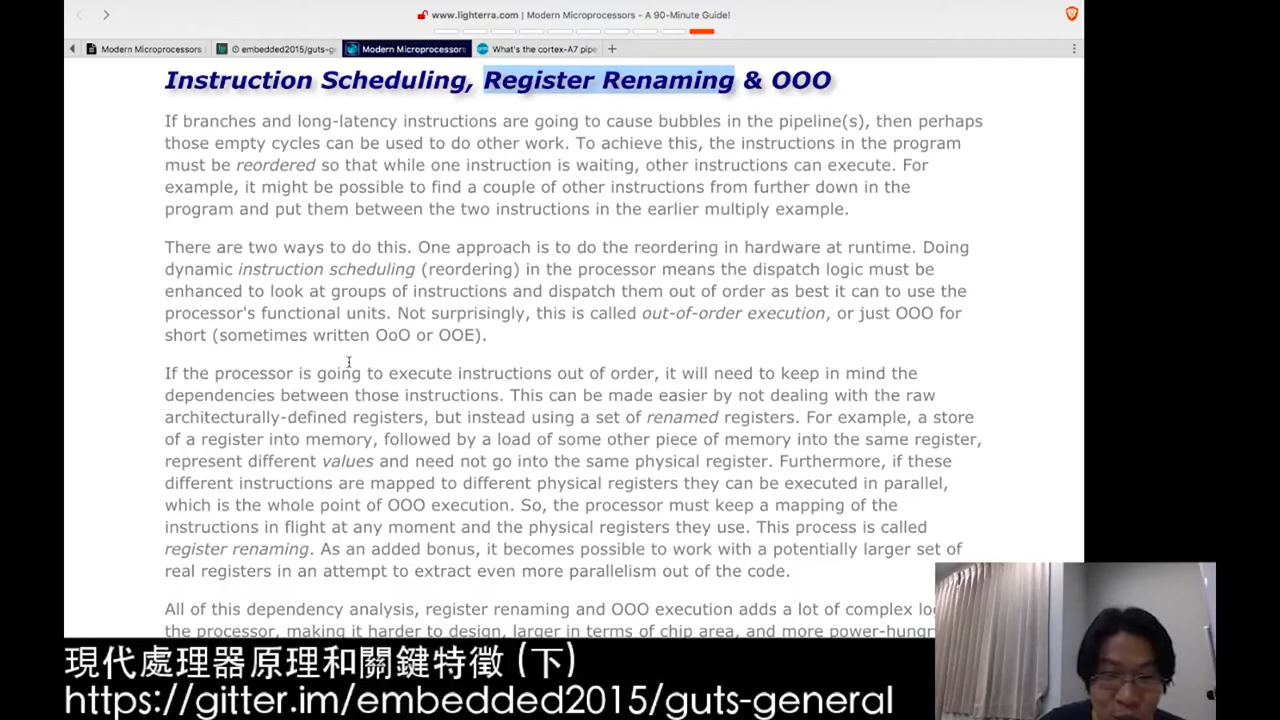 www.lighterra.com | Modern Microprocessors - A 90-Minute Guide!
Modern Microprocessors
embedded2015/guts-g
Modern Microprocessors
What's the cortex-A7 pipe
Instruction Scheduling, Register Renaming & OOO
If branches and long-latency instructions are going to cause bubbles in the pipeline(s), then perhaps
those empty cycles can be used to do other work. To achieve this, the instructions in the program
must be reordered so that while one instruction is waiting, other instructions can execute. For
example, it might be possible to find a couple of other instructions from further down in the
program and put them between the two instructions in the earlier multiply example.
There are two ways to do this. One approach is to do the reordering in hardware at runtime. Doing
dynamic instruction scheduling (reordering) in the processor means the dispatch logic must be
enhanced to look at groups of instructions and dispatch them out of order as best it can to use the
processor's functional units. Not surprisingly, this is called out-of-order execution, or just OOO for
short (sometimes written OoO or OOE).
If the processor is going to execute instructions out of order, it will need to keep in mind the
dependencies between those instructions. This can be made easier by not dealing with the raw
architecturally-defined registers, but instead using a set of renamed registers. For example, a store
of a register into memory, followed by a load of some other piece of memory into the same register,
represent different values and need not go into the same physical register. Furthermore, if these
different instructions are mapped to different physical registers they can be executed in parallel,
which is the whole point of OOO execution. So, the processor must keep a mapping of the
instructions in flight at any moment and the physical registers they use. This process is called
register renaming. As an added bonus, it becomes possible to work with a potentially larger set of
real registers in an attempt to extract even more parallelism out of the code.
All of this dependency analysis, register renaming and OOO execution adds a lot of complex lo
the processor, making it harder to design, larger in terms of chip area, and more power-hungr
現代處理器原理和關鍵特徵 (下)
https://gitter.im/embedded2015/guts-general